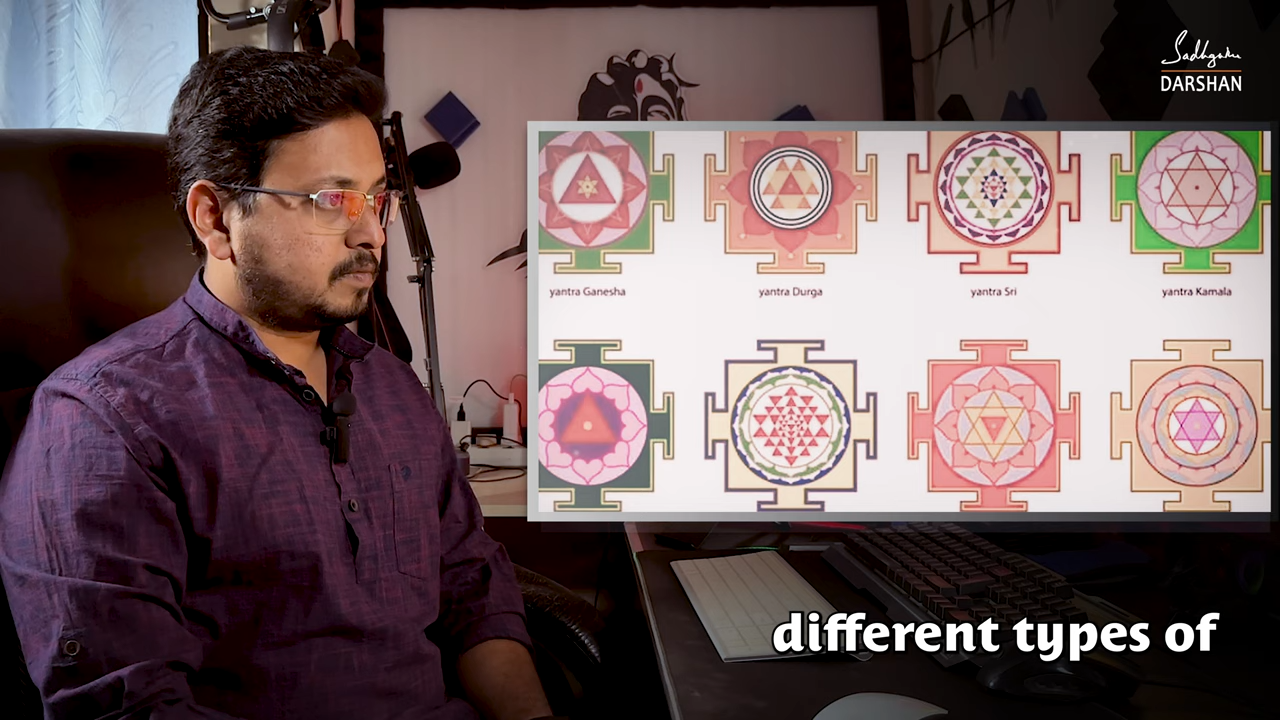 Sadhguru
DARSHAN
yantra Ganesha
yantra Durga
yantra Sri
yantra Kamala
different types of